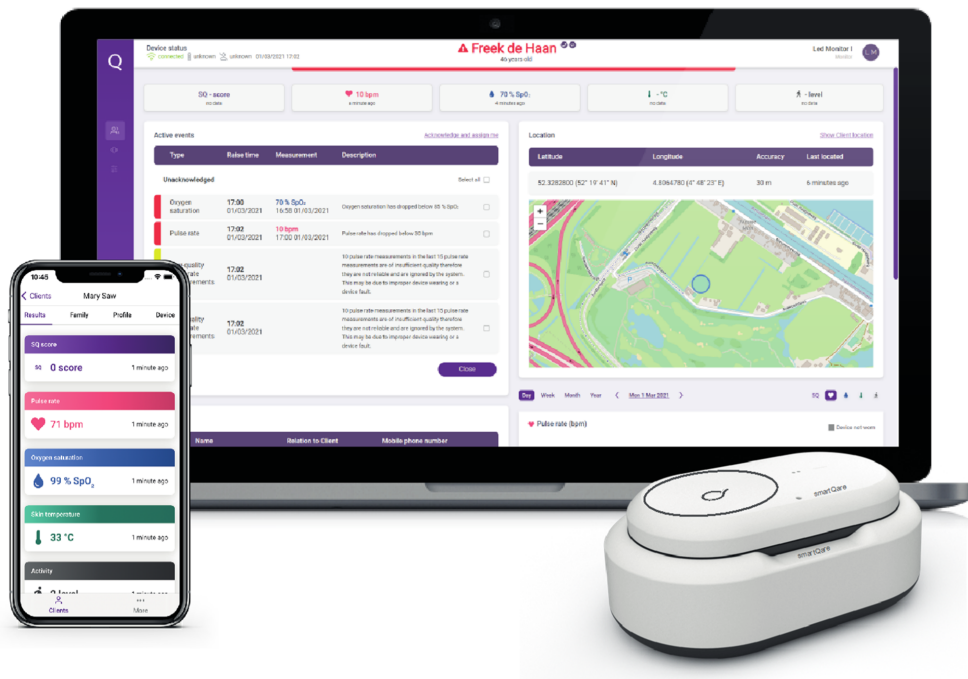 Q
Device status
connected unknown unknown 01/03/2021 17:02
Freek de Haan
46 years old
Led Monitor I
Monitor
LM
SQ - score
no data
10 bpm
4 minute ago
70 % SpO₂
4 minutes ago
- °C
no data
- level
no data
Active events
Acknowledge and assign me
Type Raise time Measurement Description
Unacknowledged
Select all
Oxygen saturation
17:00 01/03/2021
70 % SpO₂ 16:58 01/03/2021
Oxygen saturation has dropped below 85 % SpO₂
Pulse rate
17:02 01/03/2021
10 bpm 17:00 01/03/2021
Pulse rate has dropped below 30 bpm
17:02 01/03/2021
10 pulse rate measurements in the last 15 pulse rate
measurements are of insufficient quality therefore
they are not reliable and are ignored by the system.
This may be due to improper device wearing or a
device fault.
17:02 01/03/2021
10 pulse rate measurements in the last 15 pulse rate
measurements are of insufficient quality therefore
they are not reliable and are ignored by the system.
This may be due to improper device wearing or a
device fault.
Close
Name Relation to Client Mobile phone number
Location
Show Client location
Latitude Longitude Accuracy Last located
52.3282800 (52° 19' 41" N) 4.8064780 (4° 48' 23" E) 30 m 6 minutes ago
+
−
Day Week Month Year < Mon 1 Mar 2021 > SQ
Pulse rate (bpm)
Device not worn
10:45
Clients
Mary Saw
Results Family Profile Device
SQ score
SQ 0 score 1 minute ago
Pulse rate
71 bpm 1 minute ago
Oxygen saturation
99 % SpO₂ 1 minute ago
Skin temperature
33 °C 1 minute ago
Activity
Clients More
smartQare
smartQare